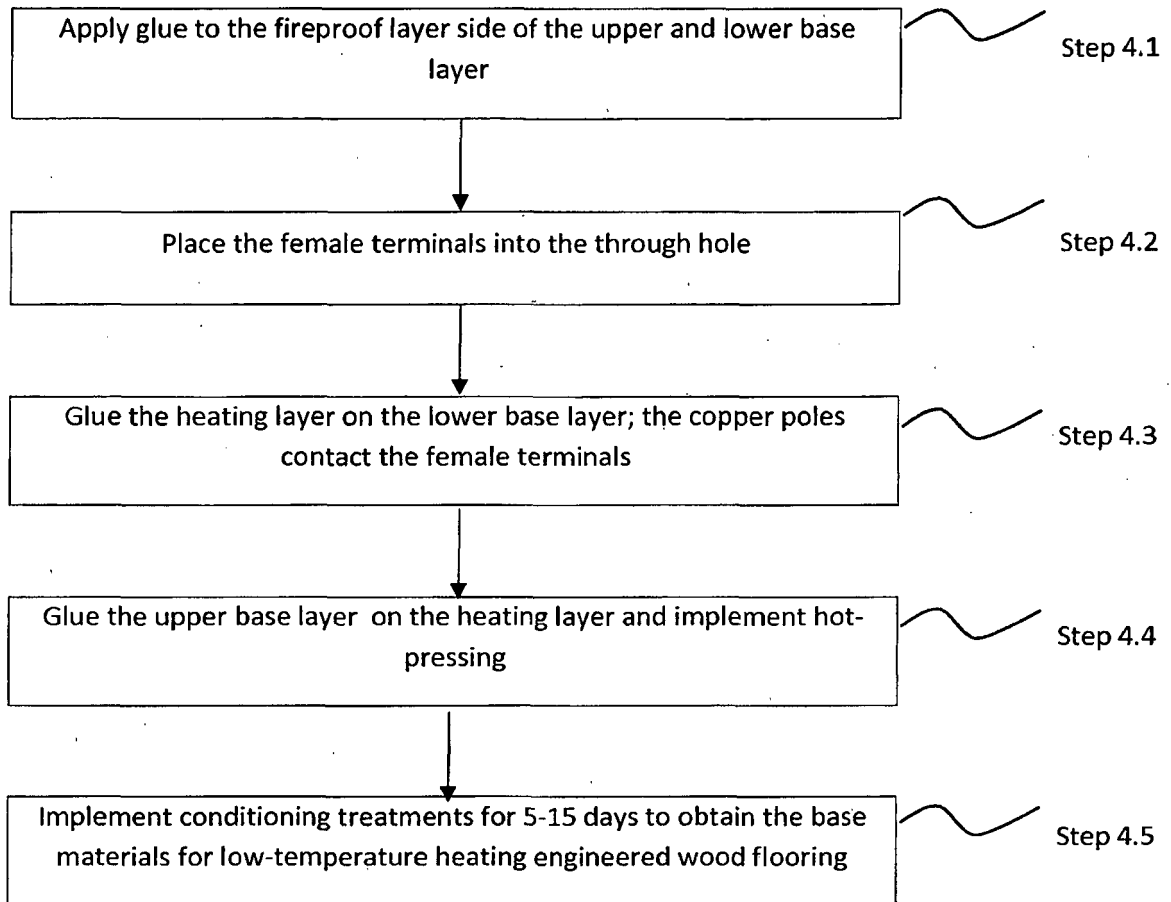 Apply glue to the fireproof layer side of the upper and lower base
layer
Step 4.1
Place the female terminals into the through hole
Step 4.2
Glue the heating layer on the lower base layer; the copper poles
contact the female terminals
Step 4.3
Glue the upper base layer on the heating layer and implement hot-
pressing
Step 4.4
Implement conditioning treatments for 5-15 days to obtain the base
materials for low-temperature heating engineered wood flooring
Step 4.5